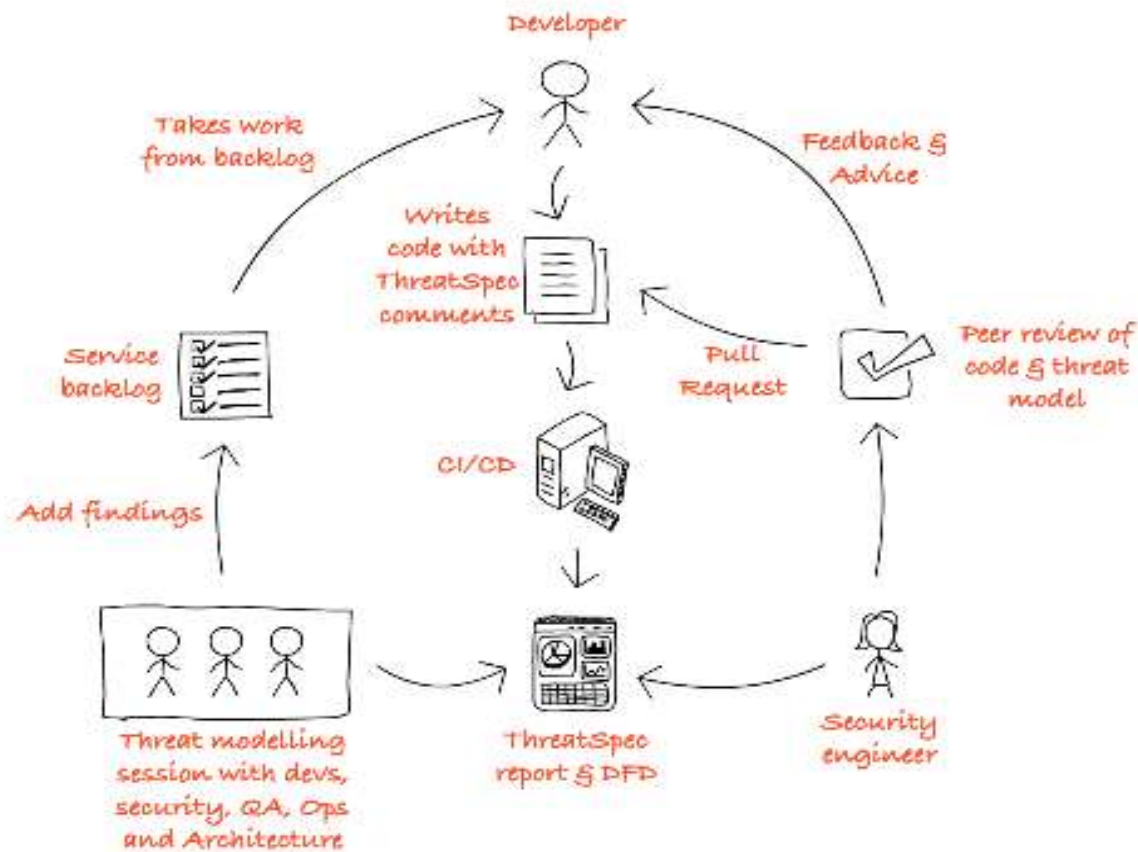 Developer
Takes work
from backlog
Feedback &
Advice
Writes
code with
ThreatSpec
comments
Service
backlog
Pull
Request
Peer review of
code & threat
model
CI/CD
Add findings
Threat modelling
session with devs,
security, QA, Ops
and Architecture
ThreatSpec
report & DFD
Security
engineer